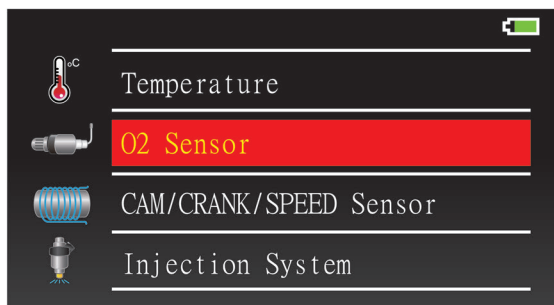 °C
Temperature
O2 Sensor
CAM/CRANK/SPEED Sensor
Injection System